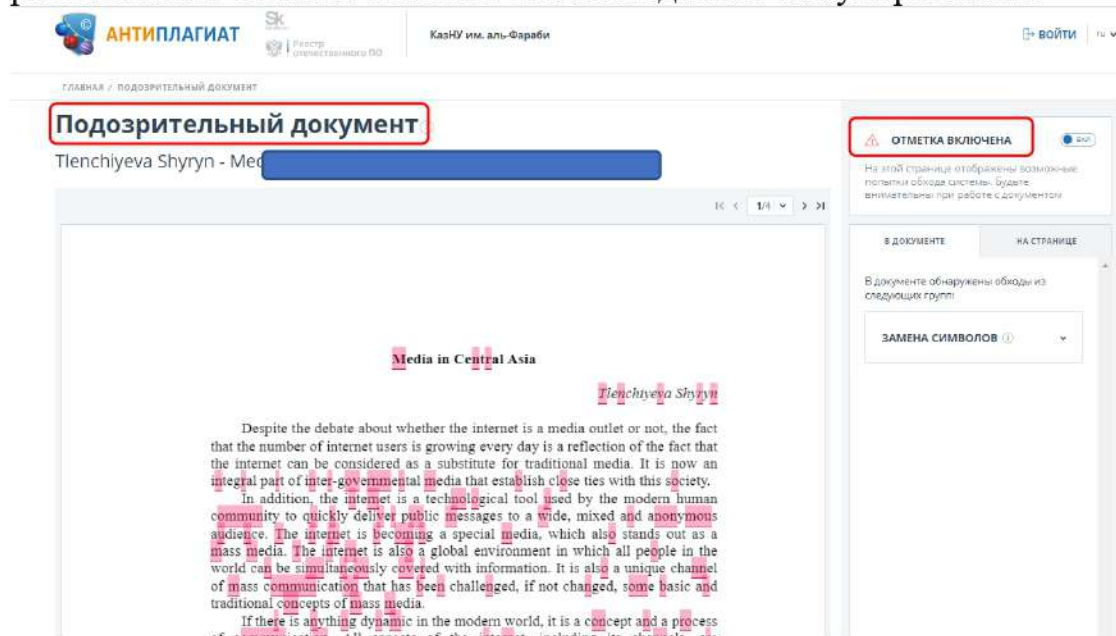 АНТИПЛАГИАТ
Sk
Реестр
отечественного ПО
КазНУ им. аль-Фараби
ВОЙТИ
ru
ГЛАВНАЯ / ПОДОЗРИТЕЛЬНЫЙ ДОКУМЕНТ
Подозрительный документ
Tlenchiyeva Shyryn - Med
1/4
Media in Central Asia
Tlenchiyeva Shyryn
Despite the debate about whether the internet is a media outlet or not, the fact
that the number of internet users is growing every day is a reflection of the fact that
the internet can be considered as a substitute for traditional media. It is now an
integral part of inter-governmental media that establish close ties with this society.
In addition, the internet is a technological tool used by the modern human
community to quickly deliver public messages to a wide, mixed and anonymous
audience. The internet is becoming a special media, which also stands out as a
mass media. The internet is also a global environment in which all people in the
world can be simultaneously covered with information. It is also a unique channel
of mass communication that has been challenged, if not changed, some basic and
traditional concepts of mass media.
If there is anything dynamic in the modern world, it is a concept and a process
ОТМЕТКА ВКЛЮЧЕНА
ВКЛ
На этой странице отображены возможные
попытки обхода системы. Будьте
внимательны при работе с документом
В ДОКУМЕНТЕ
НА СТРАНИЦЕ
В документе обнаружены обходы из
следующих групп:
ЗАМЕНА СИМВОЛОВ